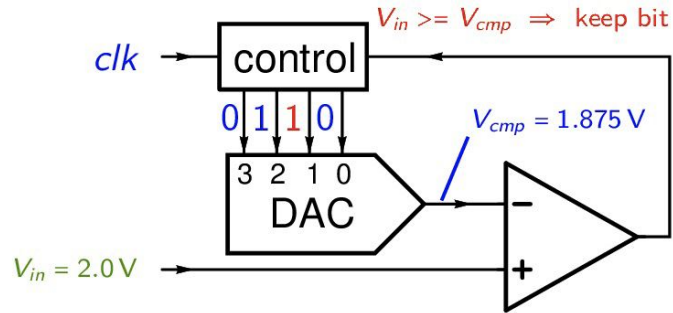 V_in >= V_cmp ⇒ keep bit
clk
control
0 1 1 0
V_cmp = 1.875 V
3 2 1 0
DAC
−
V_in = 2.0 V
+